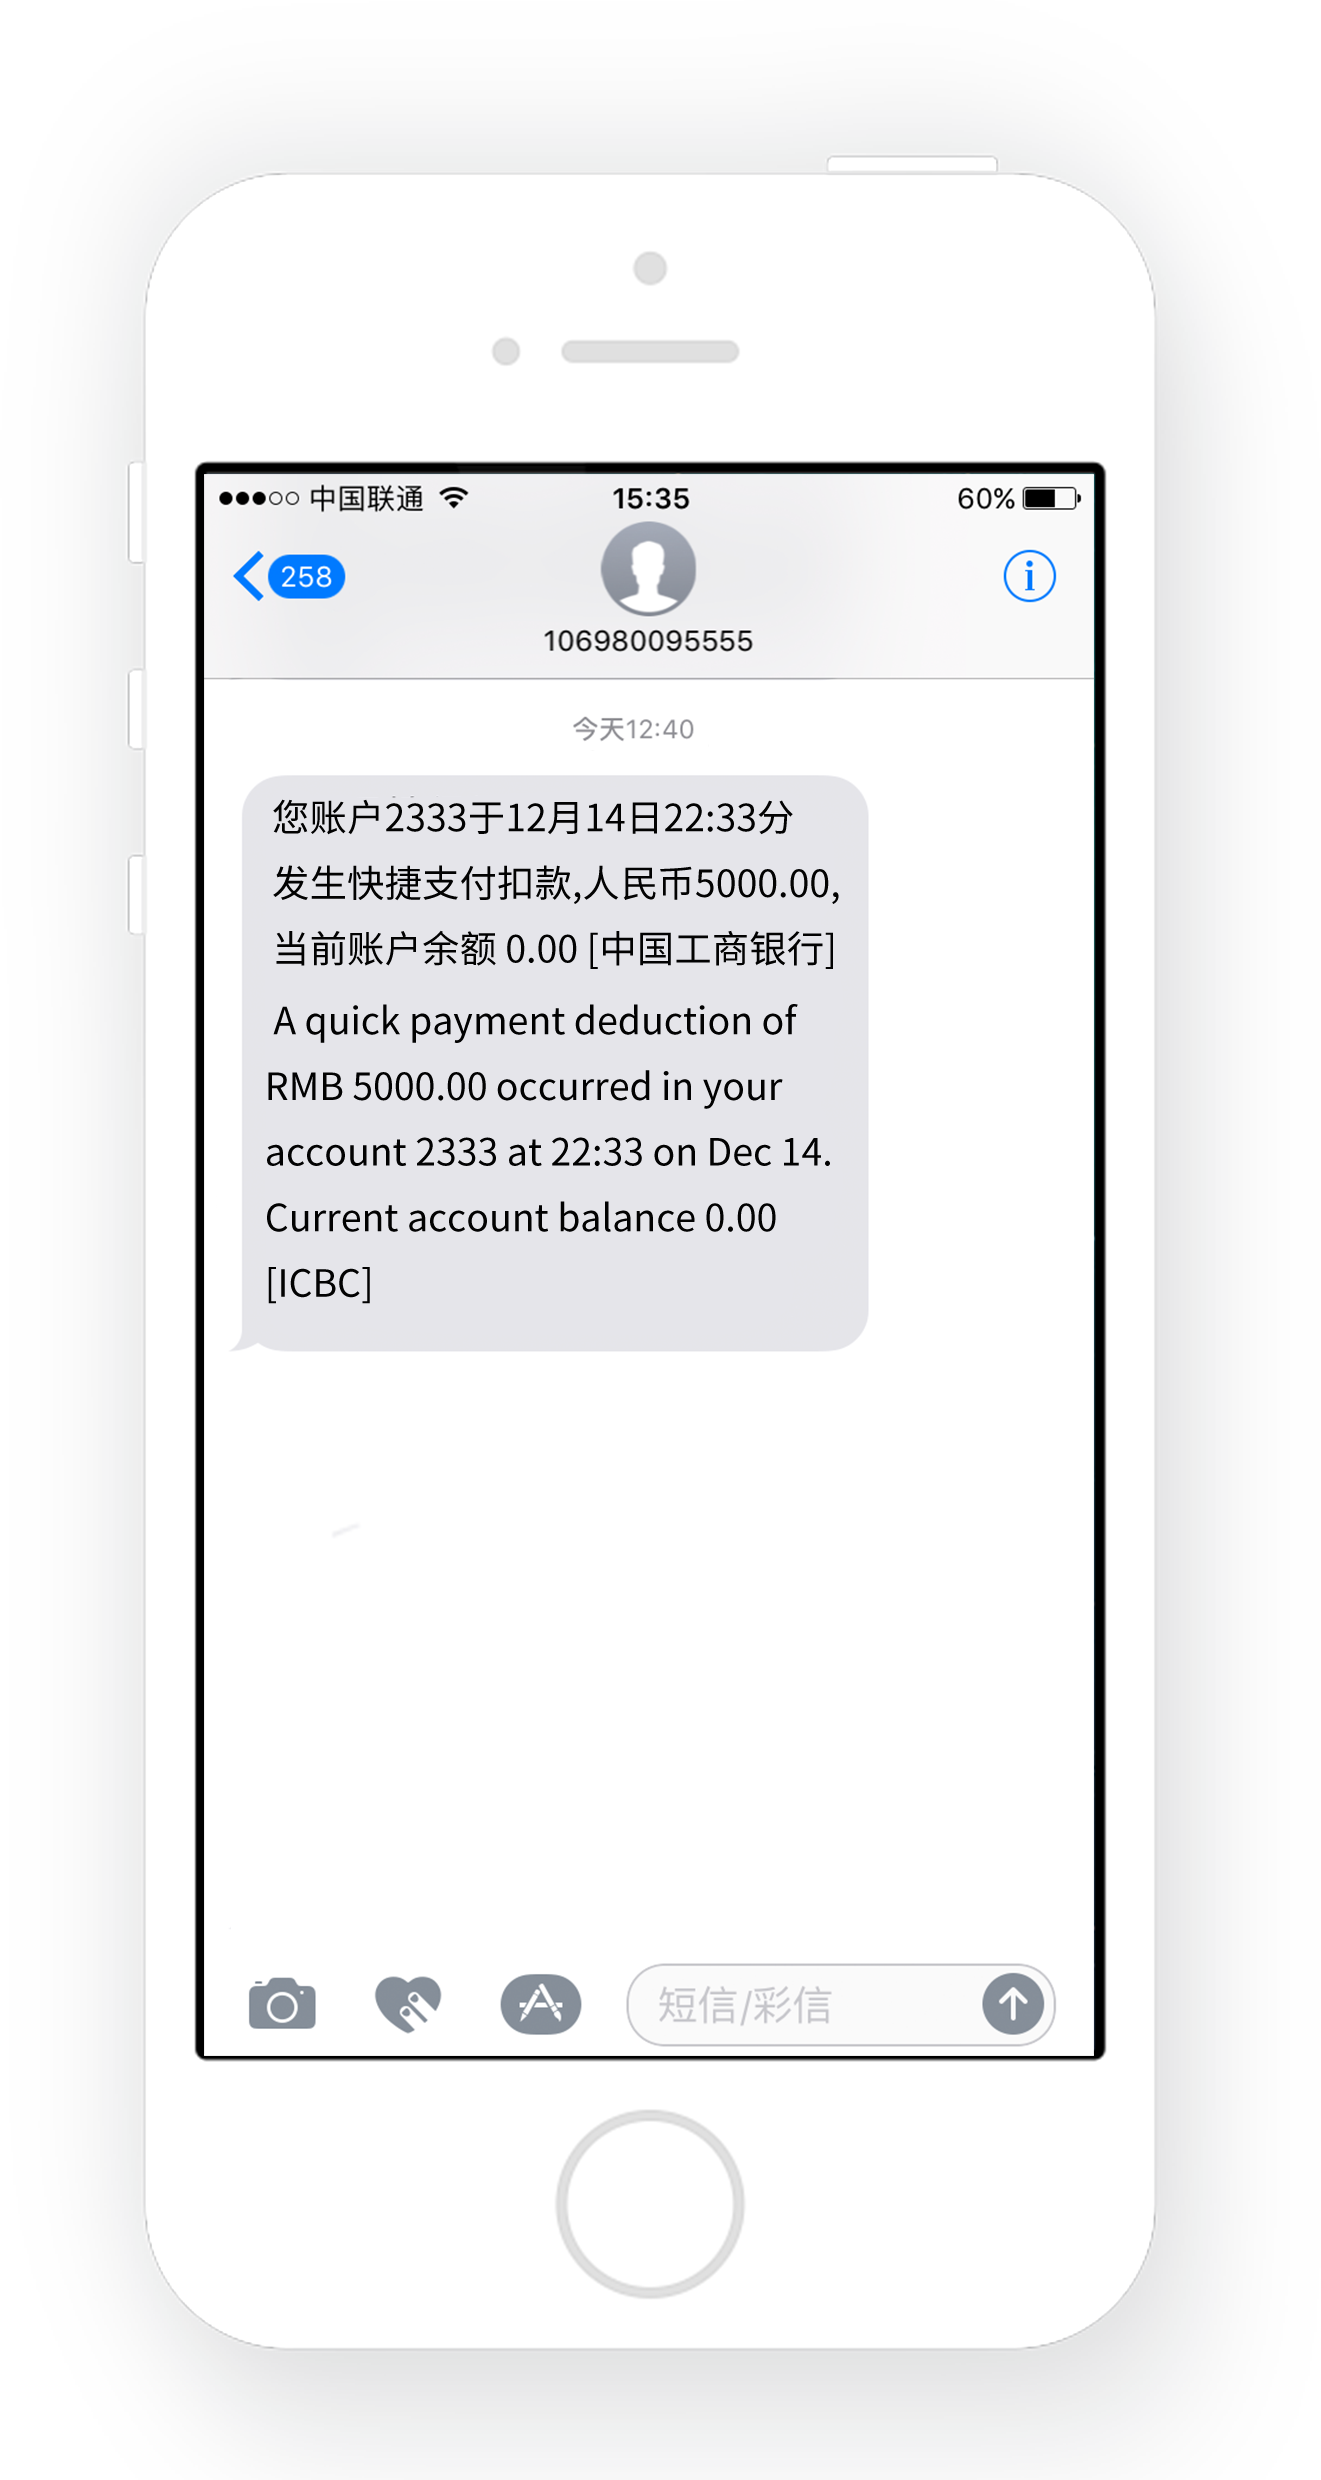 中国联通 15:35 60%
258
106980095555
今天12:40
您账户2333于12月14日22:33分
发生快捷支付扣款,人民币5000.00,
当前账户余额 0.00 [中国工商银行]
A quick payment deduction of
RMB 5000.00 occurred in your
account 2333 at 22:33 on Dec 14.
Current account balance 0.00
[ICBC]
短信/彩信